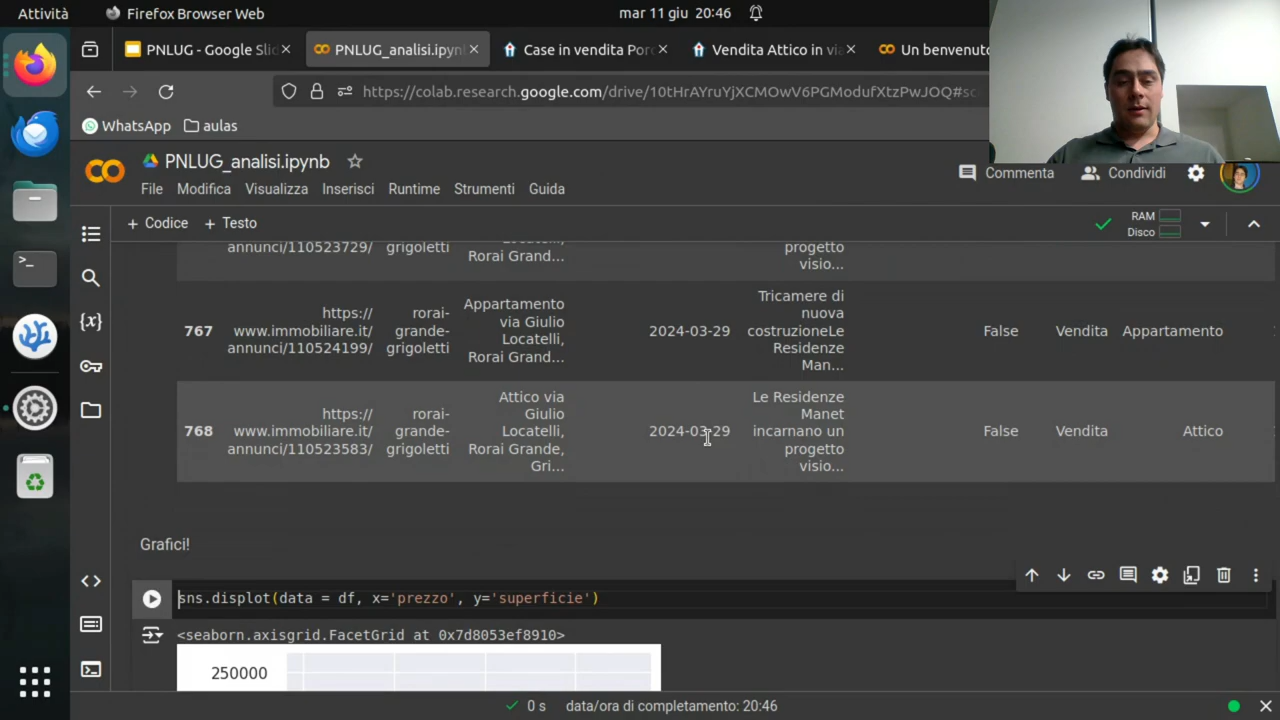 Attività
Firefox Browser Web
mar 11 giu 20:46
PNLUG - Google Slid
PNLUG_analisi.ipyn
Case in vendita Por
Vendita Attico in via
Un benvenuto
https://colab.research.google.com/drive/10tHrAYruYjXCMOwV6PGModufXtzPwJOQ#sc
WhatsApp
aulas
PNLUG_analisi.ipynb
File Modifica Visualizza Inserisci Runtime Strumenti Guida
Commenta
Condividi
+ Codice + Testo
RAM
Disco
annunci/110523729/
grigoletti
Locatelli,
Rorai Grand...
progetto
visio...
767
https://
www.immobiliare.it/
annunci/110524199/
rorai-
grande-
grigoletti
Appartamento
via Giulio
Locatelli,
Rorai Grand...
2024-03-29
Tricamere di
nuova
costruzioneLe
Residenze
Man...
False
Vendita
Appartamento
768
https://
www.immobiliare.it/
annunci/110523583/
rorai-
grande-
grigoletti
Attico via
Giulio
Locatelli,
Rorai Grande,
Gri...
2024-03-29
Le Residenze
Manet
incarnano un
progetto
visio...
False
Vendita
Attico
Grafici!
sns.displot(data = df, x='prezzo', y='superficie')
<seaborn.axisgrid.FacetGrid at 0x7d8053ef8910>
250000
0 s
data/ora di completamento: 20:46